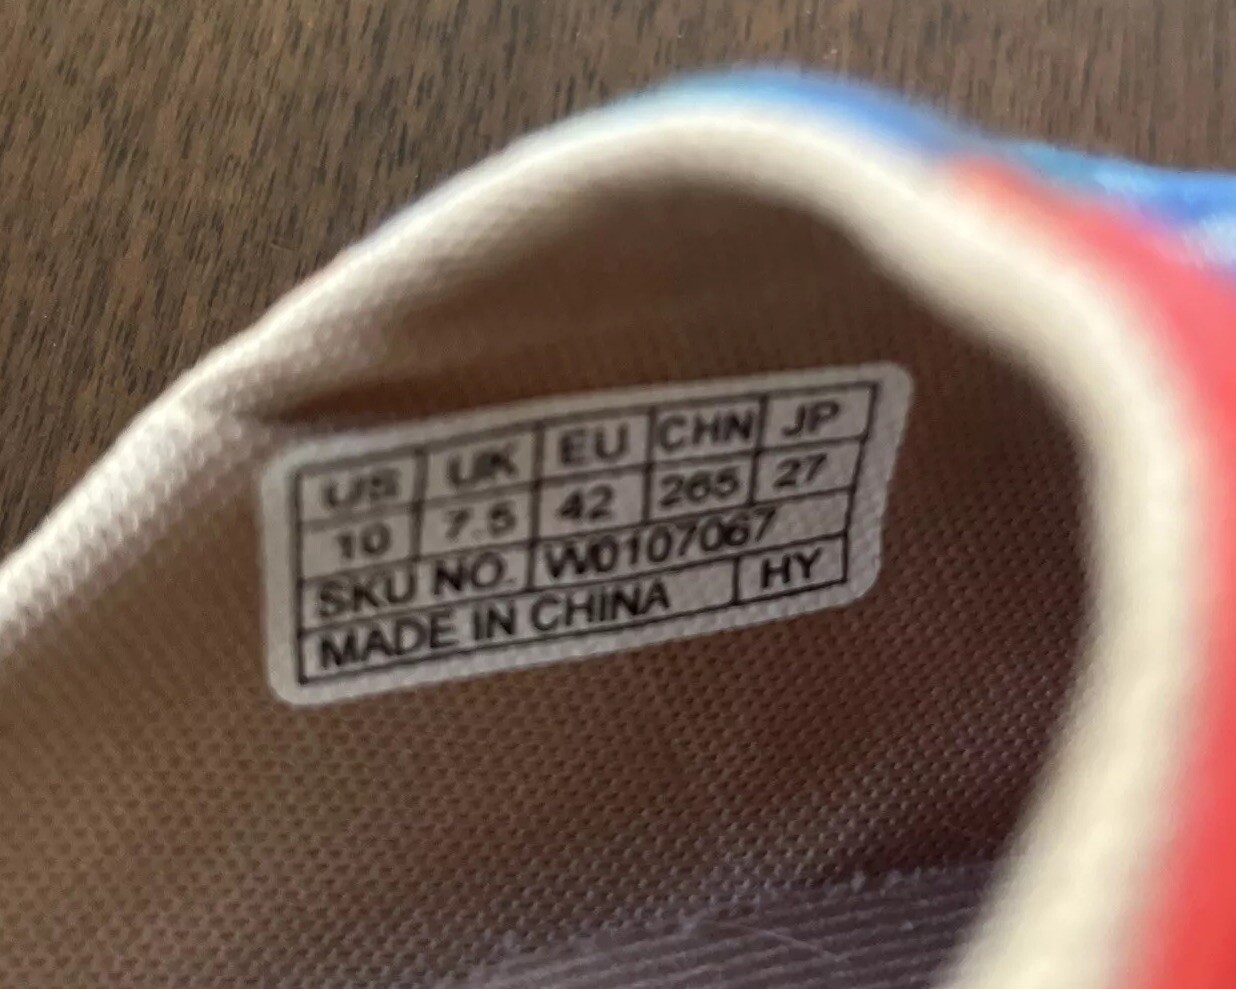 US UK EU CHN JP
10 7.5 42 265 27
SKU NO. W0107067
MADE IN CHINA HY